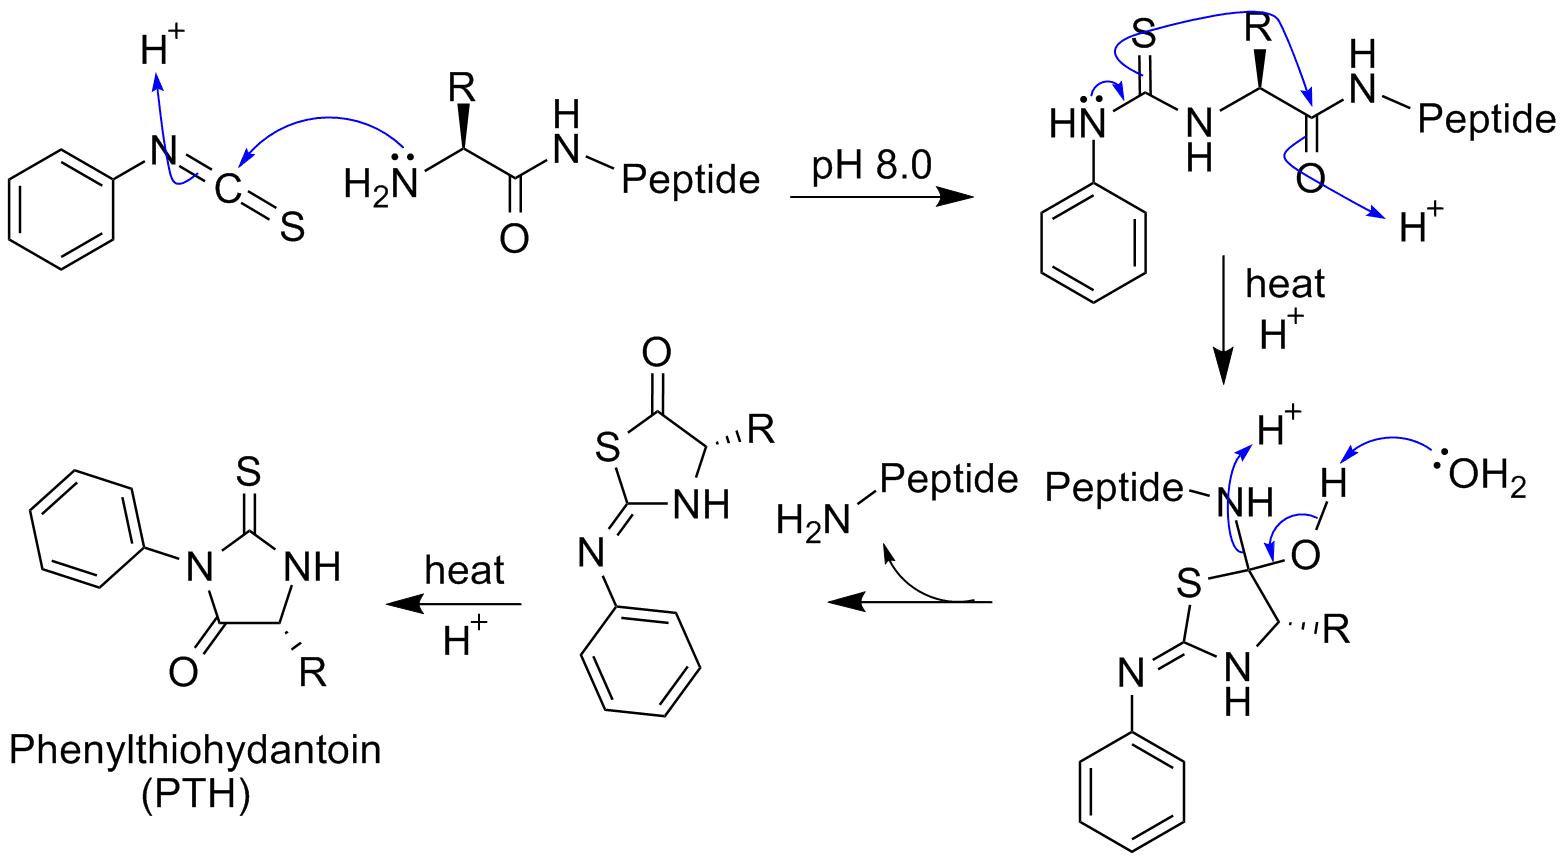 H+
N
C
S
R
H
N
H2N
O
Peptide
pH 8.0
S
R
H
N
HN
N
H
O
Peptide
H+
heat
H+
H+
Peptide
NH
H
OH2
O
S
R
N
N
H
Peptide
H2N
O
S
R
NH
N
heat
H+
S
N
NH
O
R
Phenylthiohydantoin
(PTH)